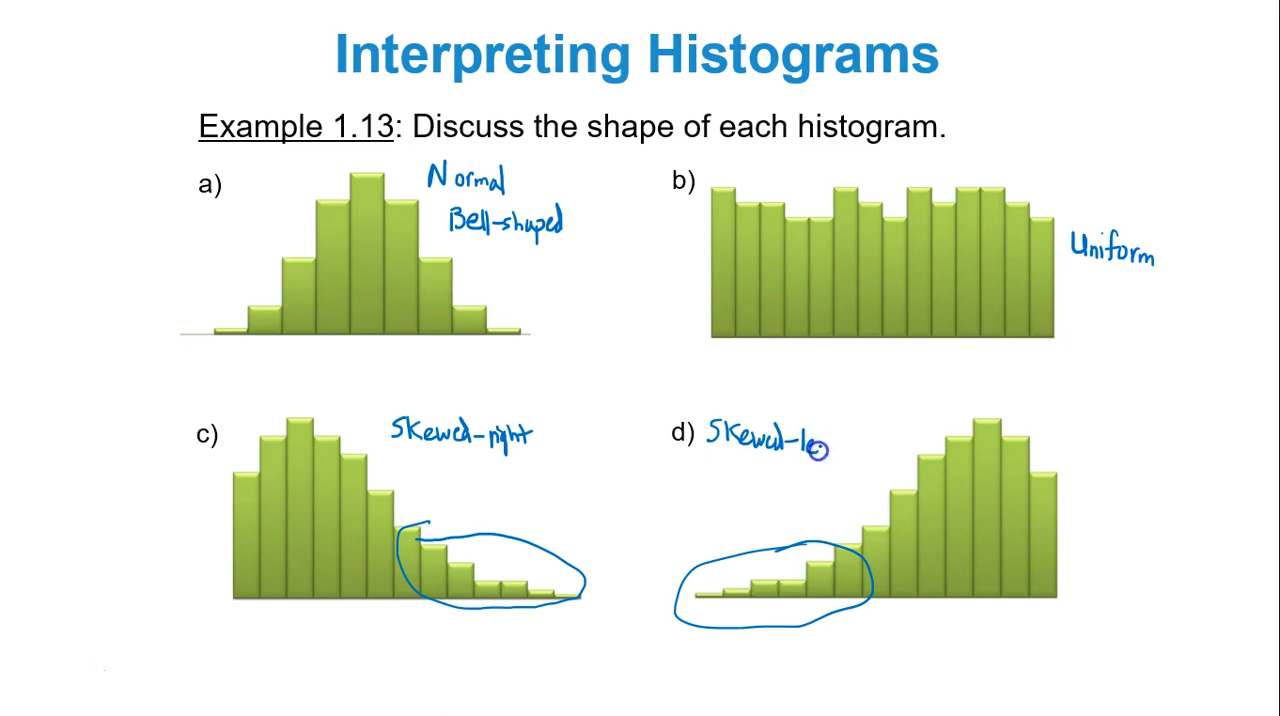 Interpreting Histograms
Example 1.13: Discuss the shape of each histogram.
a)
Normal
Bell-shaped
b)
Uniform
c)
Skewed-right
d) Skewed-le